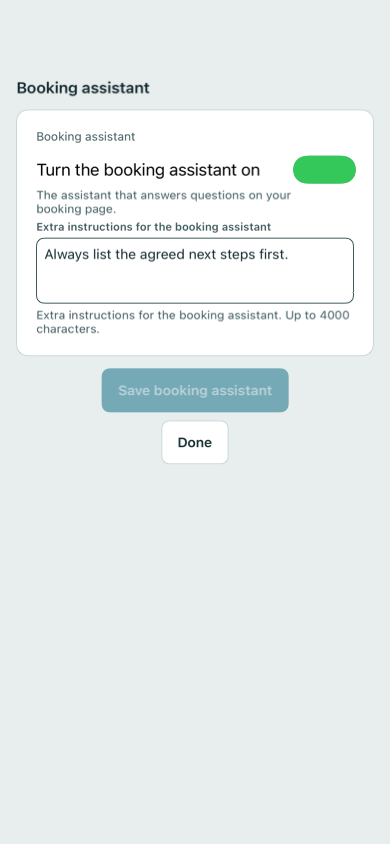 Booking assistant
Booking assistant
Turn the booking assistant on
The assistant that answers questions on your
booking page.
Extra instructions for the booking assistant
Always list the agreed next steps first.
Extra instructions for the booking assistant. Up to 4000
characters.
Save booking assistant
Done